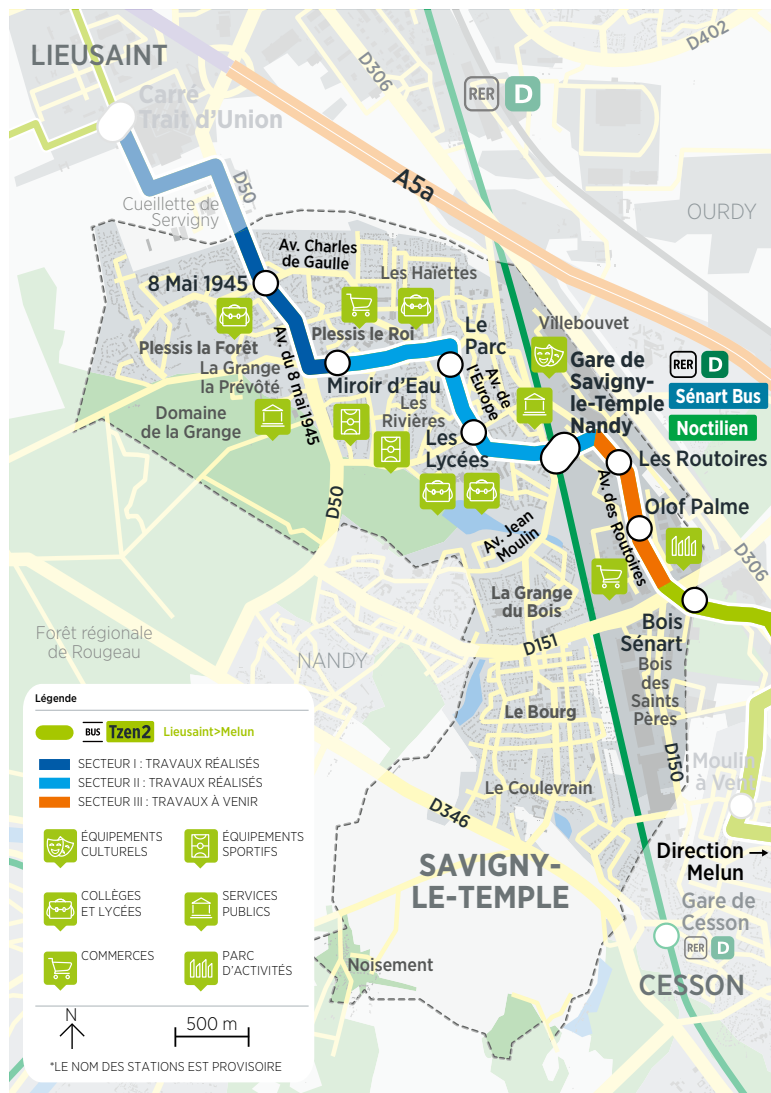 LIEUSAINT
Carré
Trait d'Union
D306
D402
RER D
D50
A5a
OURDY
Cueillette de
Servigny
Av. Charles
de Gaulle
Les Haïettes
8 Mai 1945
Plessis le Roi
Le
Parc
Villebouvet
Plessis la Forêt
La Grange
la Prévôté
Av. du 8 mai 1945
Miroir d'Eau
Av. de
l'Europe
Gare de
Savigny-
le-Temple
Nandy
RER D
Sénart Bus
Noctilien
Domaine
de la Grange
Les
Rivières
Les
Lycées
Les Routoires
D50
Av. des Routoires
Olof Palme
Av. Jean
Moulin
D306
La Grange
du Bois
Bois
Sénart
Forêt régionale
de Rougeau
NANDY
D151
Bois
des
Saints
Pères
Le Bourg
D150
Moulin
à Vent
Le Coulevrain
D346
Direction →
Melun
SAVIGNY-
LE-TEMPLE
Gare de
Cesson
RER D
Noisement
CESSON
Légende
BUS Tzen2 Lieusaint>Melun
SECTEUR I : TRAVAUX RÉALISÉS
SECTEUR II : TRAVAUX RÉALISÉS
SECTEUR III : TRAVAUX À VENIR
ÉQUIPEMENTS
CULTURELS
ÉQUIPEMENTS
SPORTIFS
COLLÈGES
ET LYCÉES
SERVICES
PUBLICS
COMMERCES
PARC
D'ACTIVITÉS
N
500 m
*LE NOM DES STATIONS EST PROVISOIRE